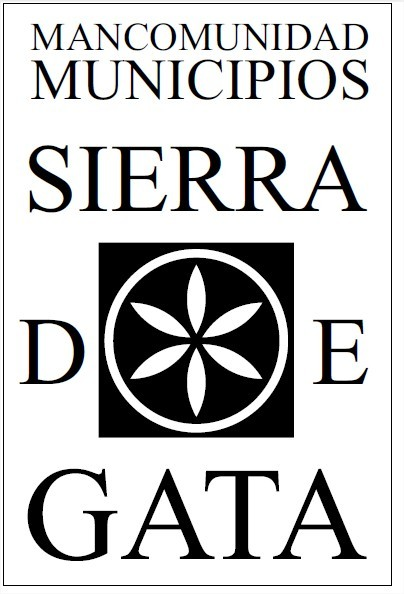 MANCOMUNIDAD
MUNICIPIOS
SIERRA
D E
GATA